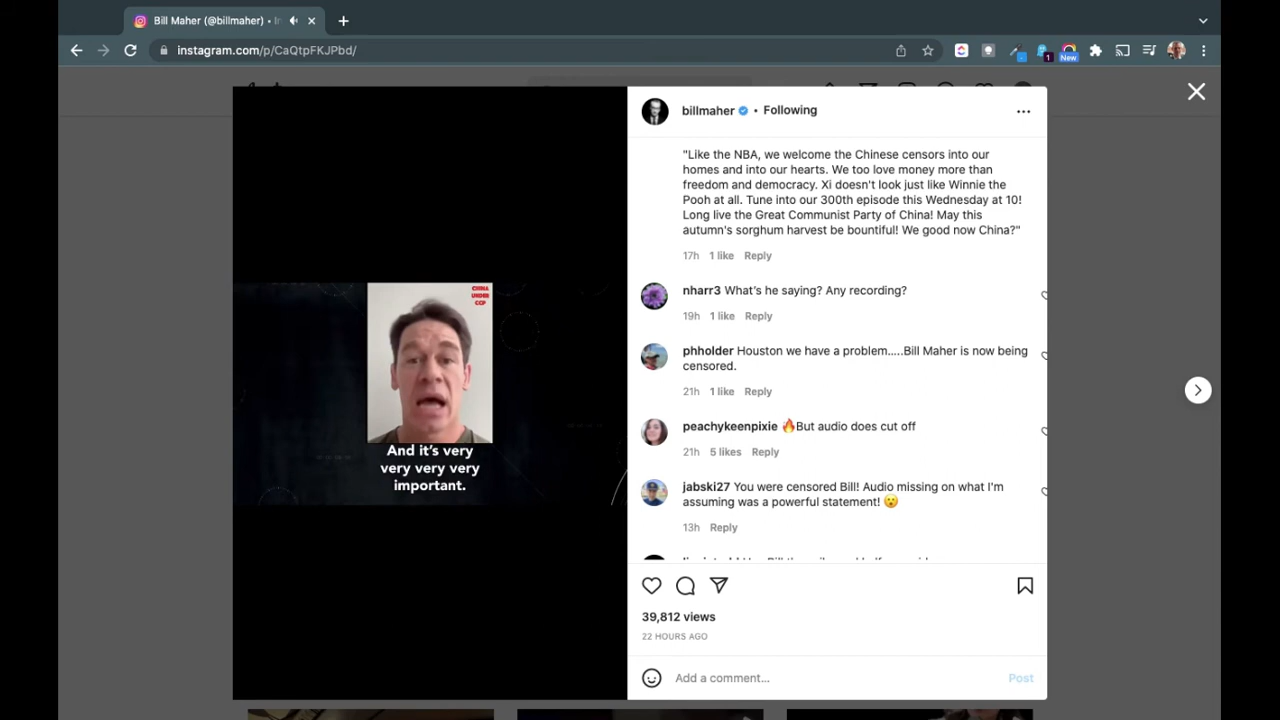 Bill Maher (@billmaher) • In
instagram.com/p/CaQtpFKJPbd/
1
New
billmaher • Following
"Like the NBA, we welcome the Chinese censors into our
homes and into our hearts. We too love money more than
freedom and democracy. Xi doesn't look just like Winnie the
Pooh at all. Tune into our 300th episode this Wednesday at 10!
Long live the Great Communist Party of China! May this
autumn's sorghum harvest be bountiful! We good now China?"
17h 1 like Reply
nharr3 What's he saying? Any recording?
19h 1 like Reply
phholder Houston we have a problem.....Bill Maher is now being
censored.
21h 1 like Reply
peachykeenpixie 🔥But audio does cut off
21h 5 likes Reply
jabski27 You were censored Bill! Audio missing on what I'm
assuming was a powerful statement! 😮
13h Reply
39,812 views
22 HOURS AGO
Add a comment...
Post
CHINA
UNDER
CCP
And it's very
very very very
important.